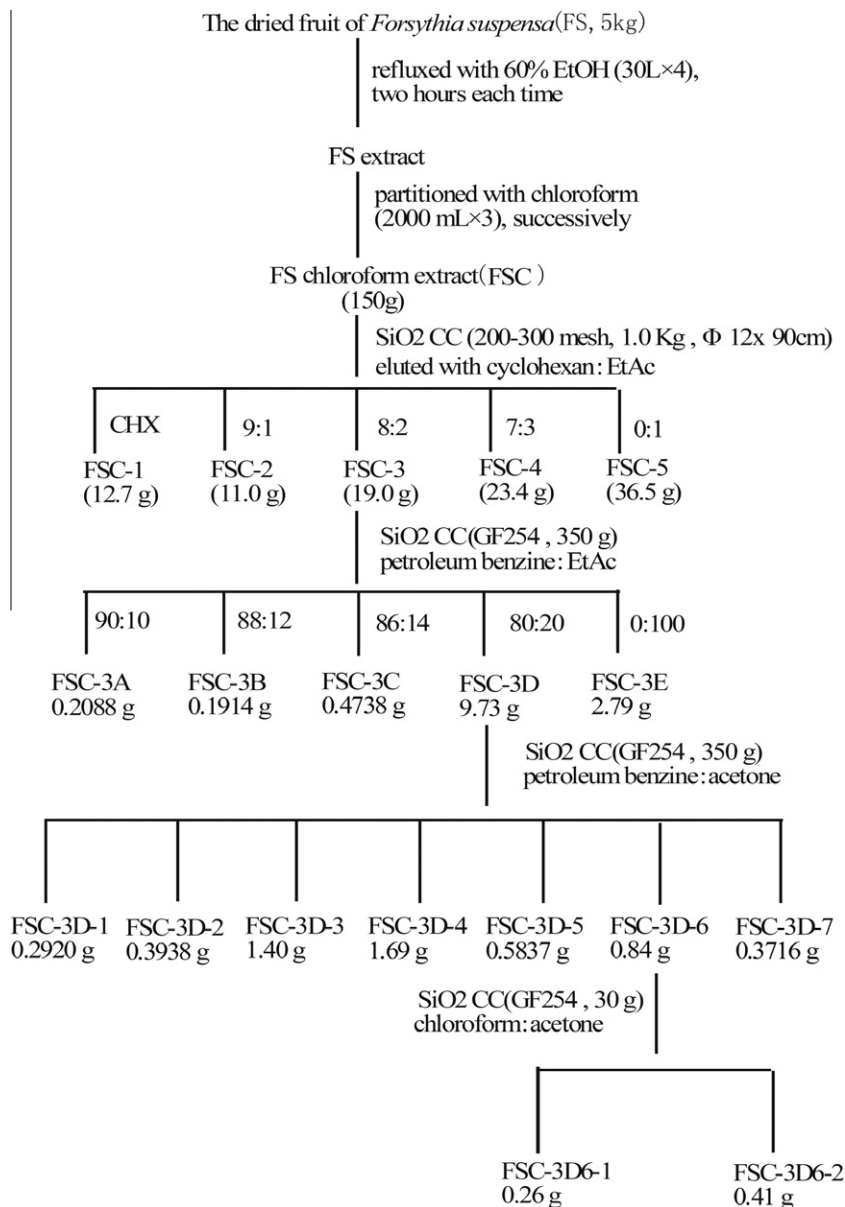 The dried fruit of Forsythia suspensa(FS, 5kg)
refluxed with 60% EtOH (30L×4),
two hours each time
FS extract
partitioned with chloroform
(2000 mL×3), successively
FS chloroform extract(FSC )
(150g)
SiO2 CC (200-300 mesh, 1.0 Kg , Φ 12x 90cm)
eluted with cyclohexan: EtAc
CHX 9:1 8:2 7:3 0:1
FSC-1 FSC-2 FSC-3 FSC-4 FSC-5
(12.7 g) (11.0 g) (19.0 g) (23.4 g) (36.5 g)
SiO2 CC(GF254 , 350 g)
petroleum benzine: EtAc
90:10 88:12 86:14 80:20 0:100
FSC-3A FSC-3B FSC-3C FSC-3D FSC-3E
0.2088 g 0.1914 g 0.4738 g 9.73 g 2.79 g
SiO2 CC(GF254 , 350 g)
petroleum benzine: acetone
FSC-3D-1 FSC-3D-2 FSC-3D-3 FSC-3D-4 FSC-3D-5 FSC-3D-6 FSC-3D-7
0.2920 g 0.3938 g 1.40 g 1.69 g 0.5837 g 0.84 g 0.3716 g
SiO2 CC(GF254 , 30 g)
chloroform: acetone
FSC-3D6-1 FSC-3D6-2
0.26 g 0.41 g